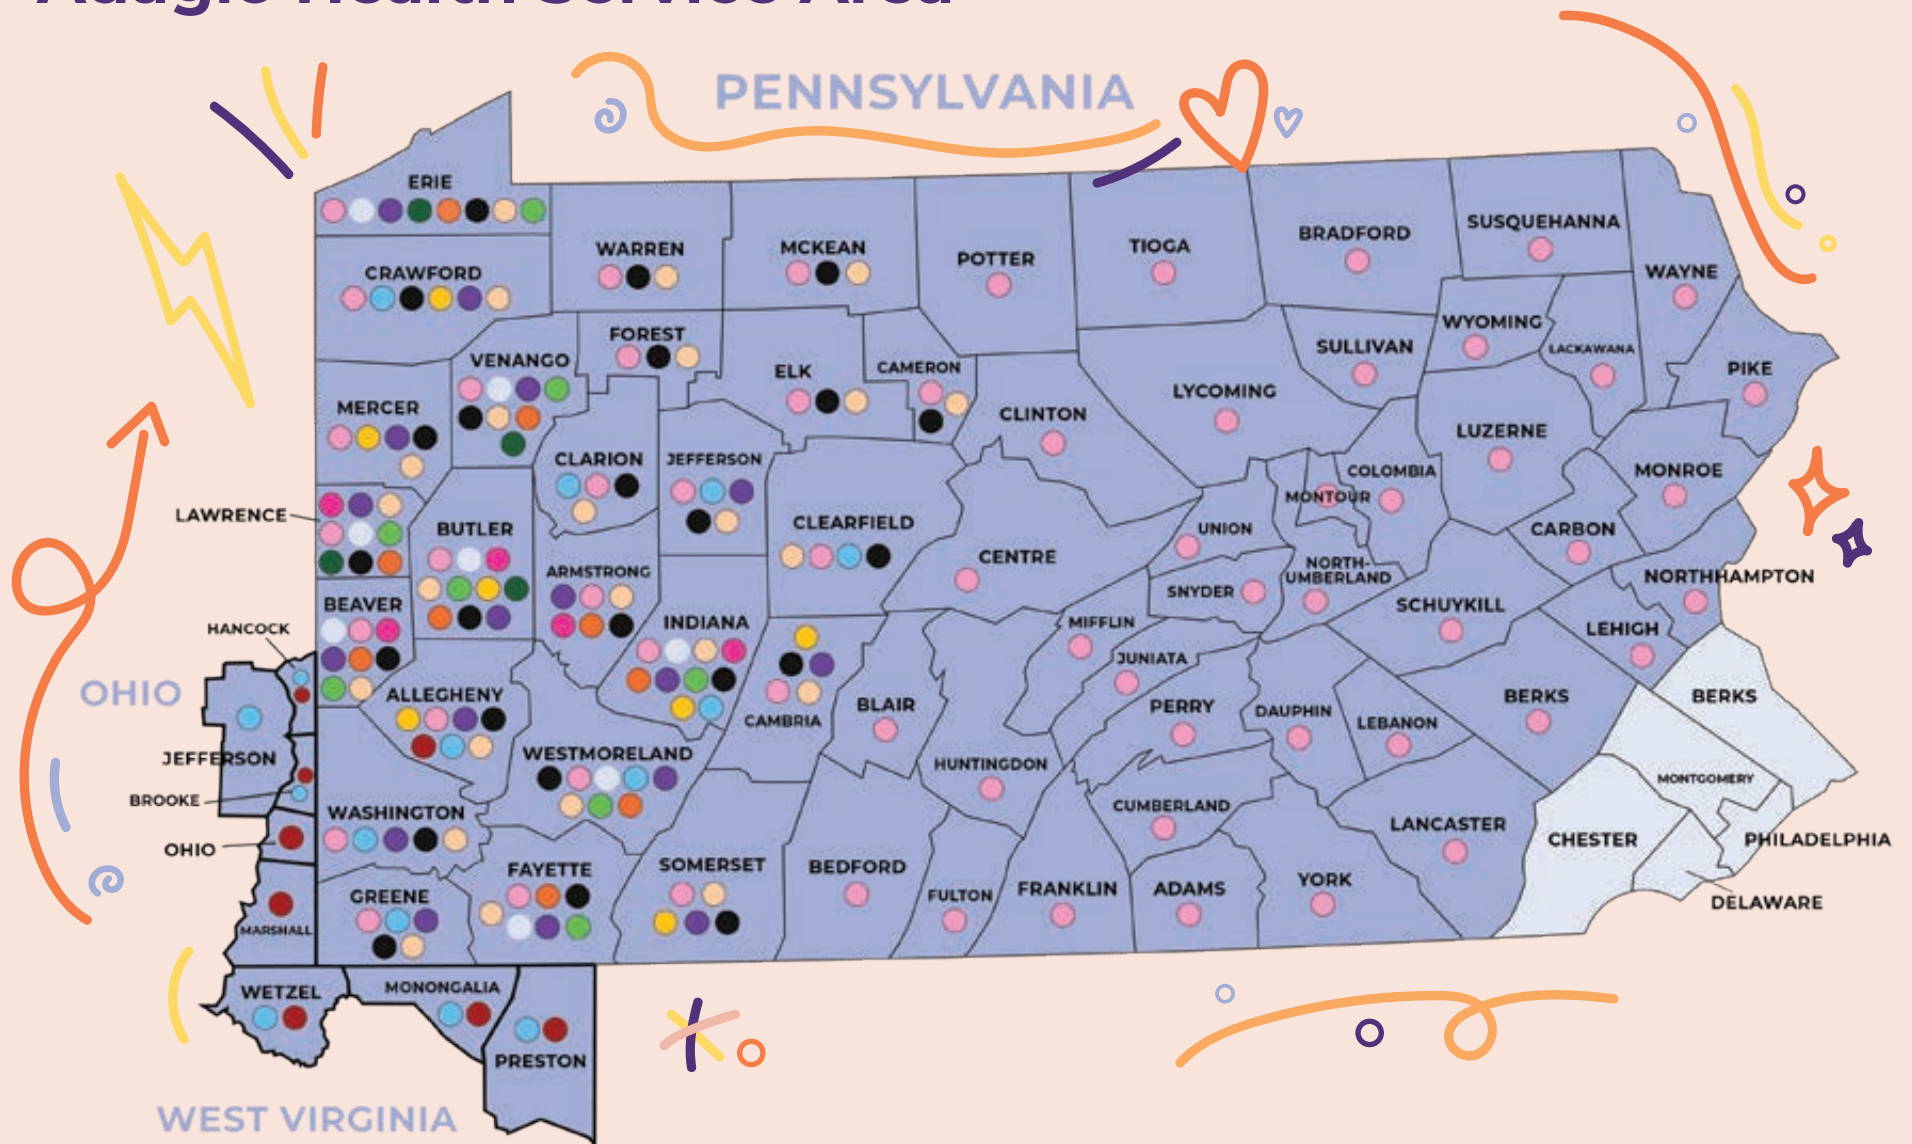 Adagio Health Service Area
PENNSYLVANIA
ERIE
CRAWFORD
WARREN
MCKEAN
POTTER
TIOGA
BRADFORD
SUSQUEHANNA
WAYNE
FOREST
VENANGO
ELK
CAMERON
WYOMING
LACKAWANA
SULLIVAN
PIKE
MERCER
CLINTON
LYCOMING
LUZERNE
CLARION
JEFFERSON
COLOMBIA
MONROE
MONTOUR
LAWRENCE
BUTLER
CLEARFIELD
CENTRE
UNION
CARBON
ARMSTRONG
NORTH-
UMBERLAND
NORTHHAMPTON
SNYDER
BEAVER
SCHUYKILL
INDIANA
MIFFLIN
LEHIGH
HANCOCK
JUNIATA
OHIO
ALLEGHENY
CAMBRIA
BLAIR
PERRY
DAUPHIN
LEBANON
BERKS
BERKS
JEFFERSON
WESTMORELAND
HUNTINGDON
MONTGOMERY
BROOKE
WASHINGTON
CUMBERLAND
LANCASTER
CHESTER
PHILADELPHIA
OHIO
FAYETTE
SOMERSET
BEDFORD
GREENE
FULTON
FRANKLIN
ADAMS
YORK
DELAWARE
MARSHALL
WETZEL
MONONGALIA
PRESTON
WEST VIRGINIA